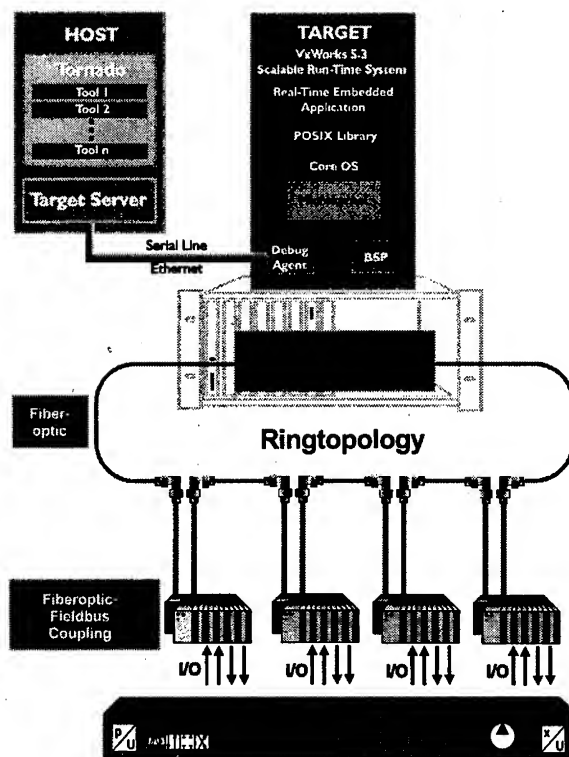 HOST
Tornado
Tool 1
Tool 2
Tool n
Target Server
TARGET
VxWorks 5.3
Scalable Run-Time System
Real-Time Embedded
Application
POSIX Library
Core OS
Serial Line
Ethernet
Debug
Agent
BSP
Fiber-
optic
Ringtopology
Fiberoptic-
Fieldbus
Coupling
I/O
I/O
I/O
I/O
P/U
x/U